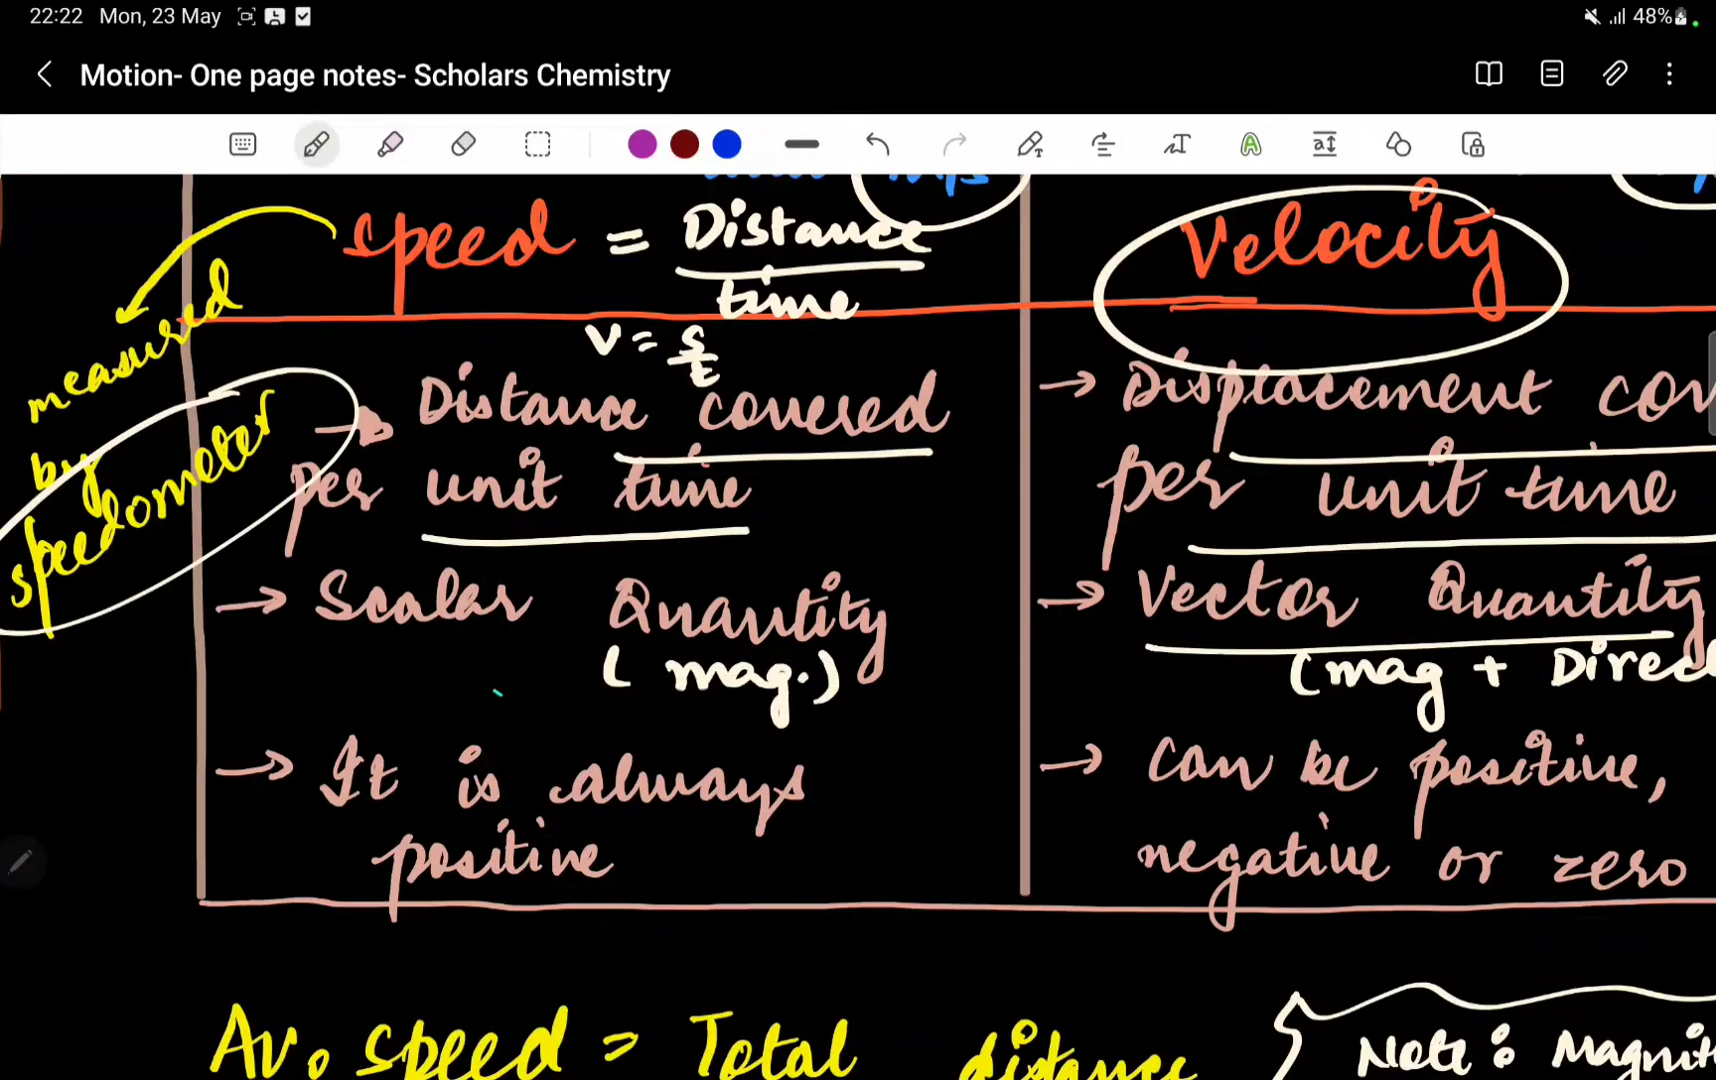 22:22 Mon, 23 May
48%
Motion- One page notes- Scholars Chemistry
speed = Distance
time
v = s
t
measured
by
speedometer
Distance covered
per unit time
→ Scalar Quantity
( mag. )
→ It is always
positive
Velocity
→ Displacement cov
per unit time
→ Vector Quantity
(mag + Direc
→ Can be positive,
negative or zero
Av. speed = Total distance
Note : Magnit